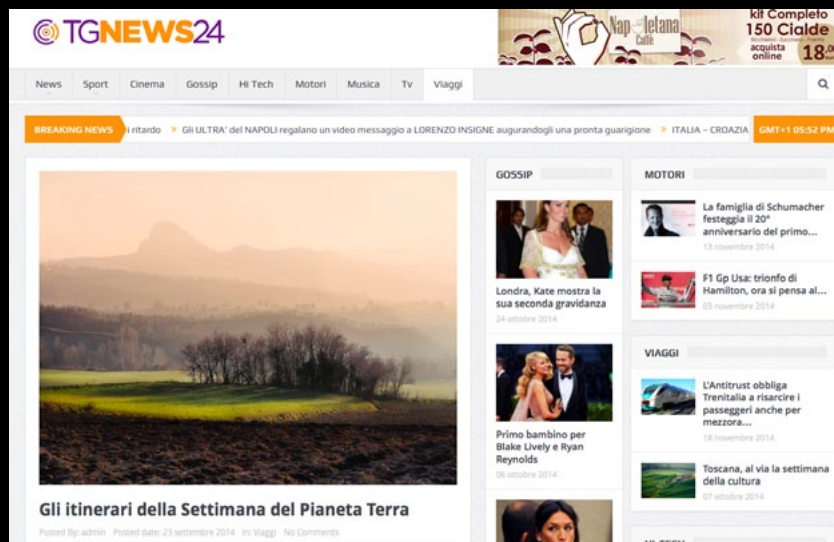 TGNEWS24
Napoletana
Caffè
kit Completo
150 Cialde
acquista
online 18,00
News Sport Cinema Gossip Hi Tech Motori Musica Tv Viaggi
BREAKING NEWS i ritardo » Gli ULTRA' del NAPOLI regalano un video messaggio a LORENZO INSIGNE augurandogli una pronta guarigione » ITALIA – CROAZIA GMT+1 05:52 PM
Gli itinerari della Settimana del Pianeta Terra
Posted By: admin Posted date: 23 settembre 2014 In: Viaggi No Comments
GOSSIP
Londra, Kate mostra la
sua seconda gravidanza
24 ottobre 2014
Primo bambino per
Blake Lively e Ryan
Reynolds
06 ottobre 2014
MOTORI
La famiglia di Schumacher
festeggia il 20°
anniversario del primo...
13 novembre 2014
F1 Gp Usa: trionfo di
Hamilton, ora si pensa al...
03 novembre 2014
VIAGGI
L'Antitrust obbliga
Trenitalia a risarcire i
passeggeri anche per
mezzora...
18 novembre 2014
Toscana, al via la settimana
della cultura
07 ottobre 2014